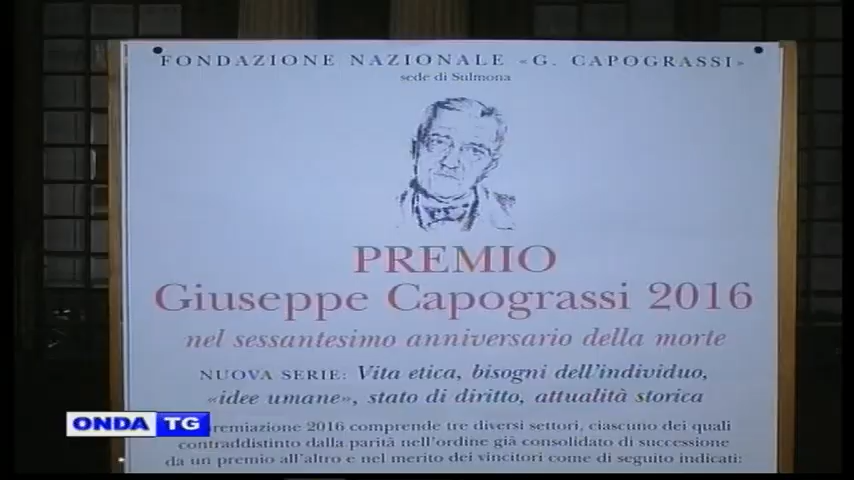 FONDAZIONE NAZIONALE «G. CAPOGRASSI»
sede di Sulmona
PREMIO
Giuseppe Capograssi 2016
nel sessantesimo anniversario della morte
NUOVA SERIE: Vita etica, bisogni dell'individuo,
«idee umane», stato di diritto, attualità storica
premiazione 2016 comprende tre diversi settori, ciascuno dei quali
contraddistinto dalla parità nell'ordine già consolidato di successione
da un premio all'altro e nel merito dei vincitori come di seguito indicati:
ONDA TG